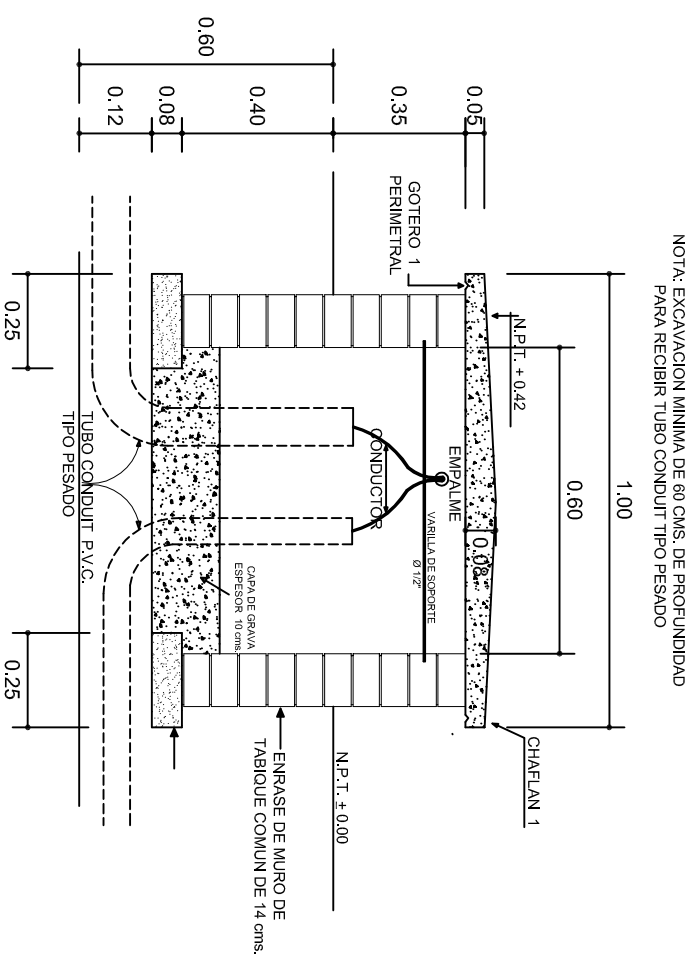 NOTA: EXCAVACION MINIMA DE 60 CMS. DE PROFUNDIDAD
PARA RECIBIR TUBO CONDUIT TIPO PESADO
1.00
0.60
N.P.T. + 0.42
CHAFLAN 1
0.05
0.08
GOTERO 1
PERIMETRAL
EMPALME
VARILLA DE SOPORTE
Ø 1/2"
0.35
CONDUCTOR
N.P.T. ± 0.00
0.60
0.40
ENRASE DE MURO DE
TABIQUE COMUN DE 14 cms.
CAPA DE GRAVA
ESPESOR 10 cms.
0.08
0.12
TUBO CONDUIT P.V.C.
TIPO PESADO
0.25
0.25